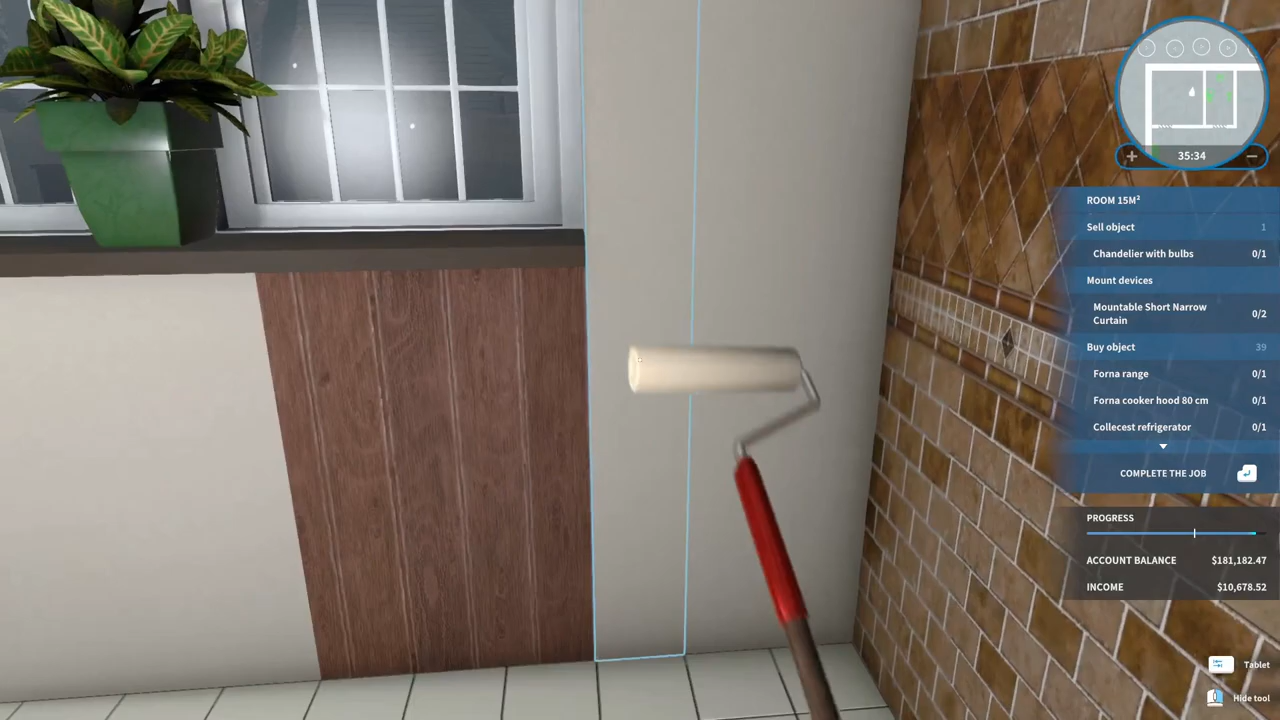 35:34
ROOM 15M²
Sell object 1
Chandelier with bulbs 0/1
Mount devices
Mountable Short Narrow
Curtain 0/2
Buy object 39
Forna range 0/1
Forna cooker hood 80 cm 0/1
Collecest refrigerator 0/1
COMPLETE THE JOB
PROGRESS
ACCOUNT BALANCE $181,182.47
INCOME $10,678.52
Tablet
Hide tool